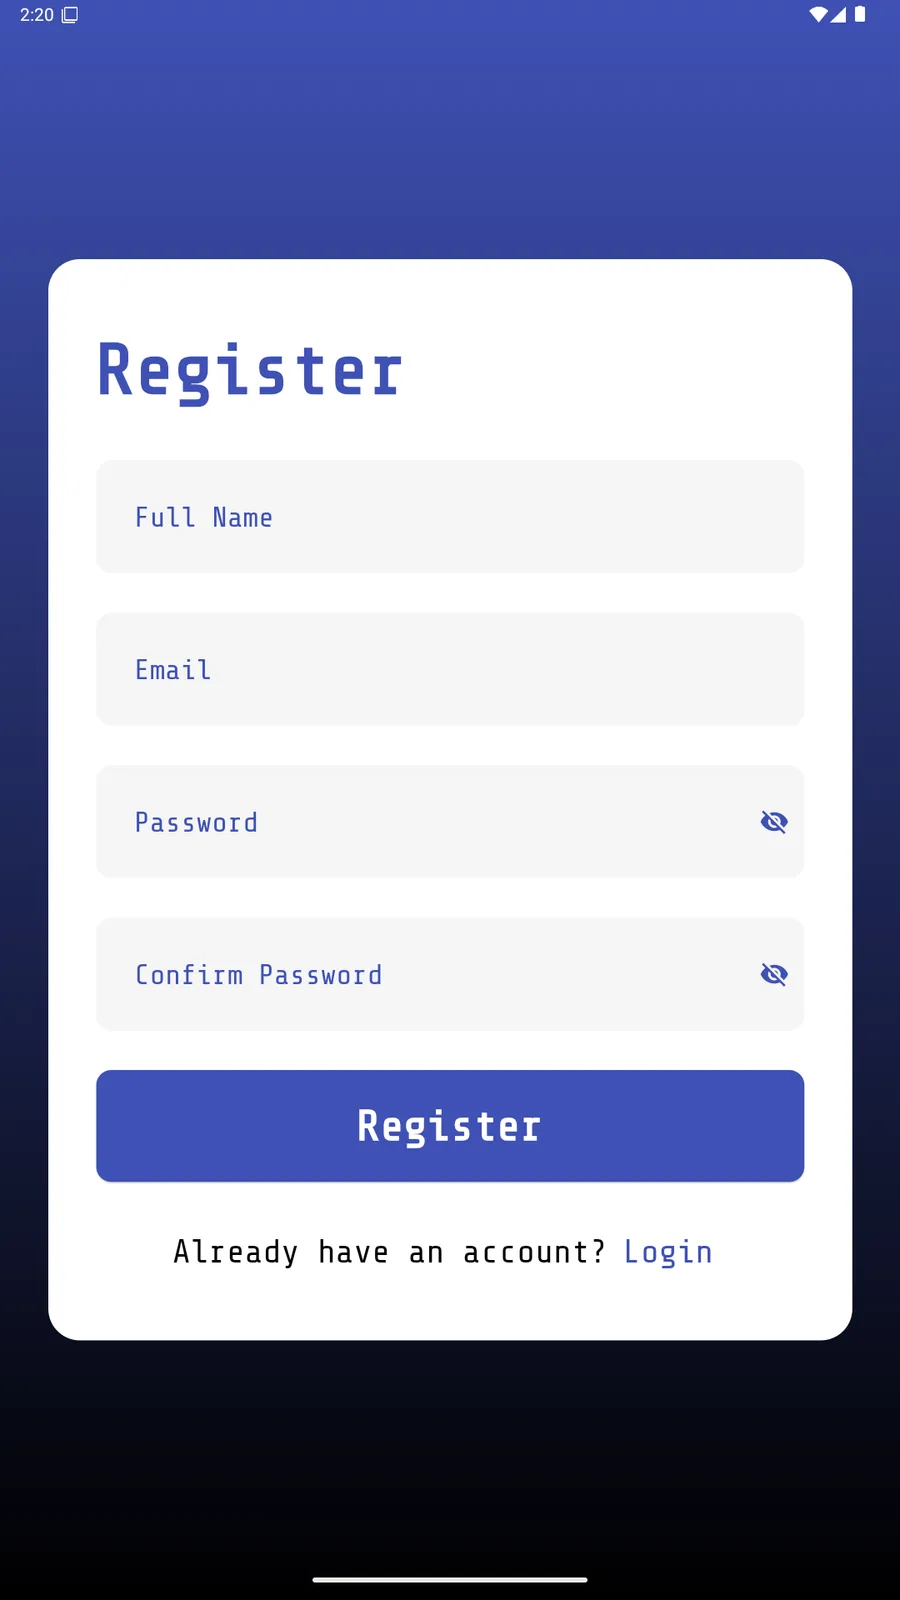 2:20
Register
Full Name
Email
Password
Confirm Password
Register
Already have an account? Login